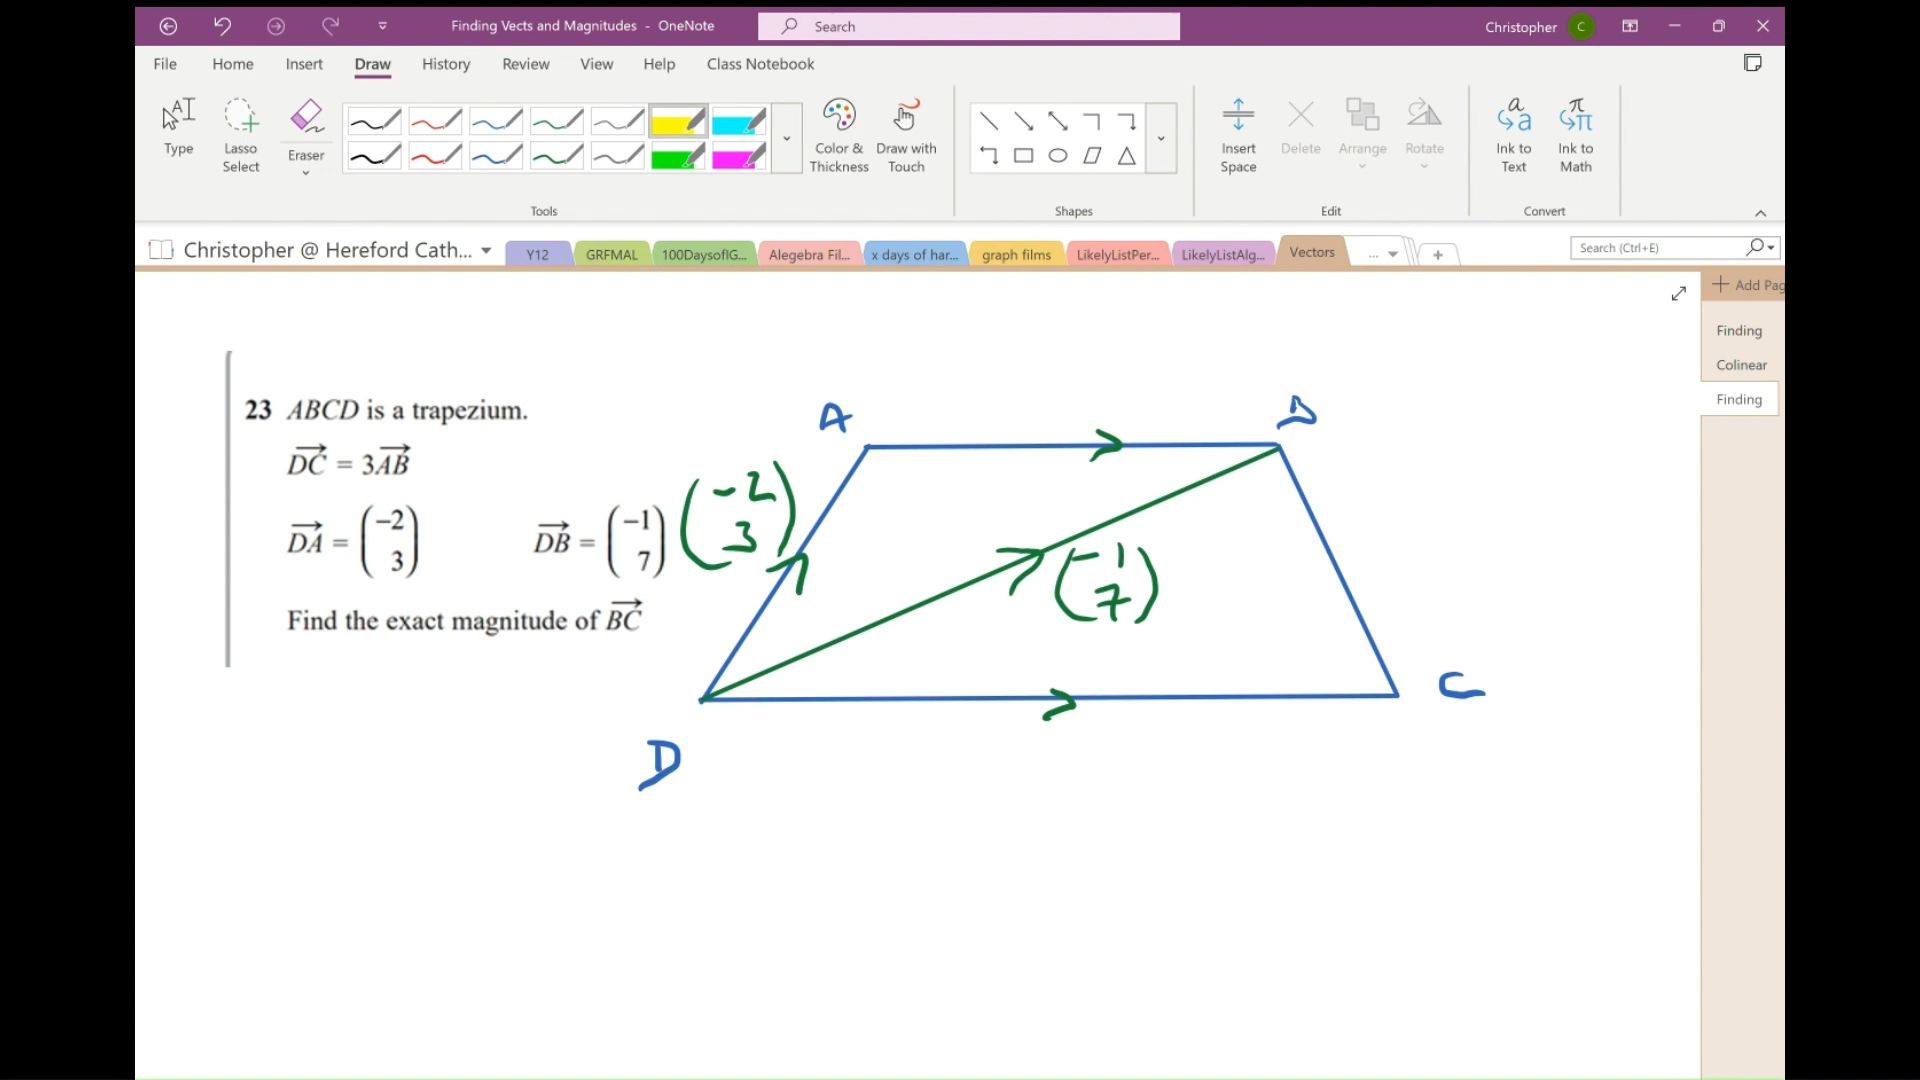 Finding Vects and Magnitudes - OneNote
Search
Christopher
C
File Home Insert Draw History Review View Help Class Notebook
Type
Lasso Select
Eraser
Color & Thickness
Draw with Touch
Insert Space
Delete
Arrange
Rotate
Ink to Text
Ink to Math
Tools
Shapes
Edit
Convert
Christopher @ Hereford Cath...
Y12
GRFMAL
100DaysofIG...
Alegebra Fil...
x days of har...
graph films
LikelyListPer...
LikelyListAlg...
Vectors
...
Search (Ctrl+E)
Add Pag
Finding
Colinear
Finding
23 ABCD is a trapezium.
DC = 3AB
DA = (-2 3) DB = (-1 7)
Find the exact magnitude of BC
A
(-2 3)
(-1 7)
C
D